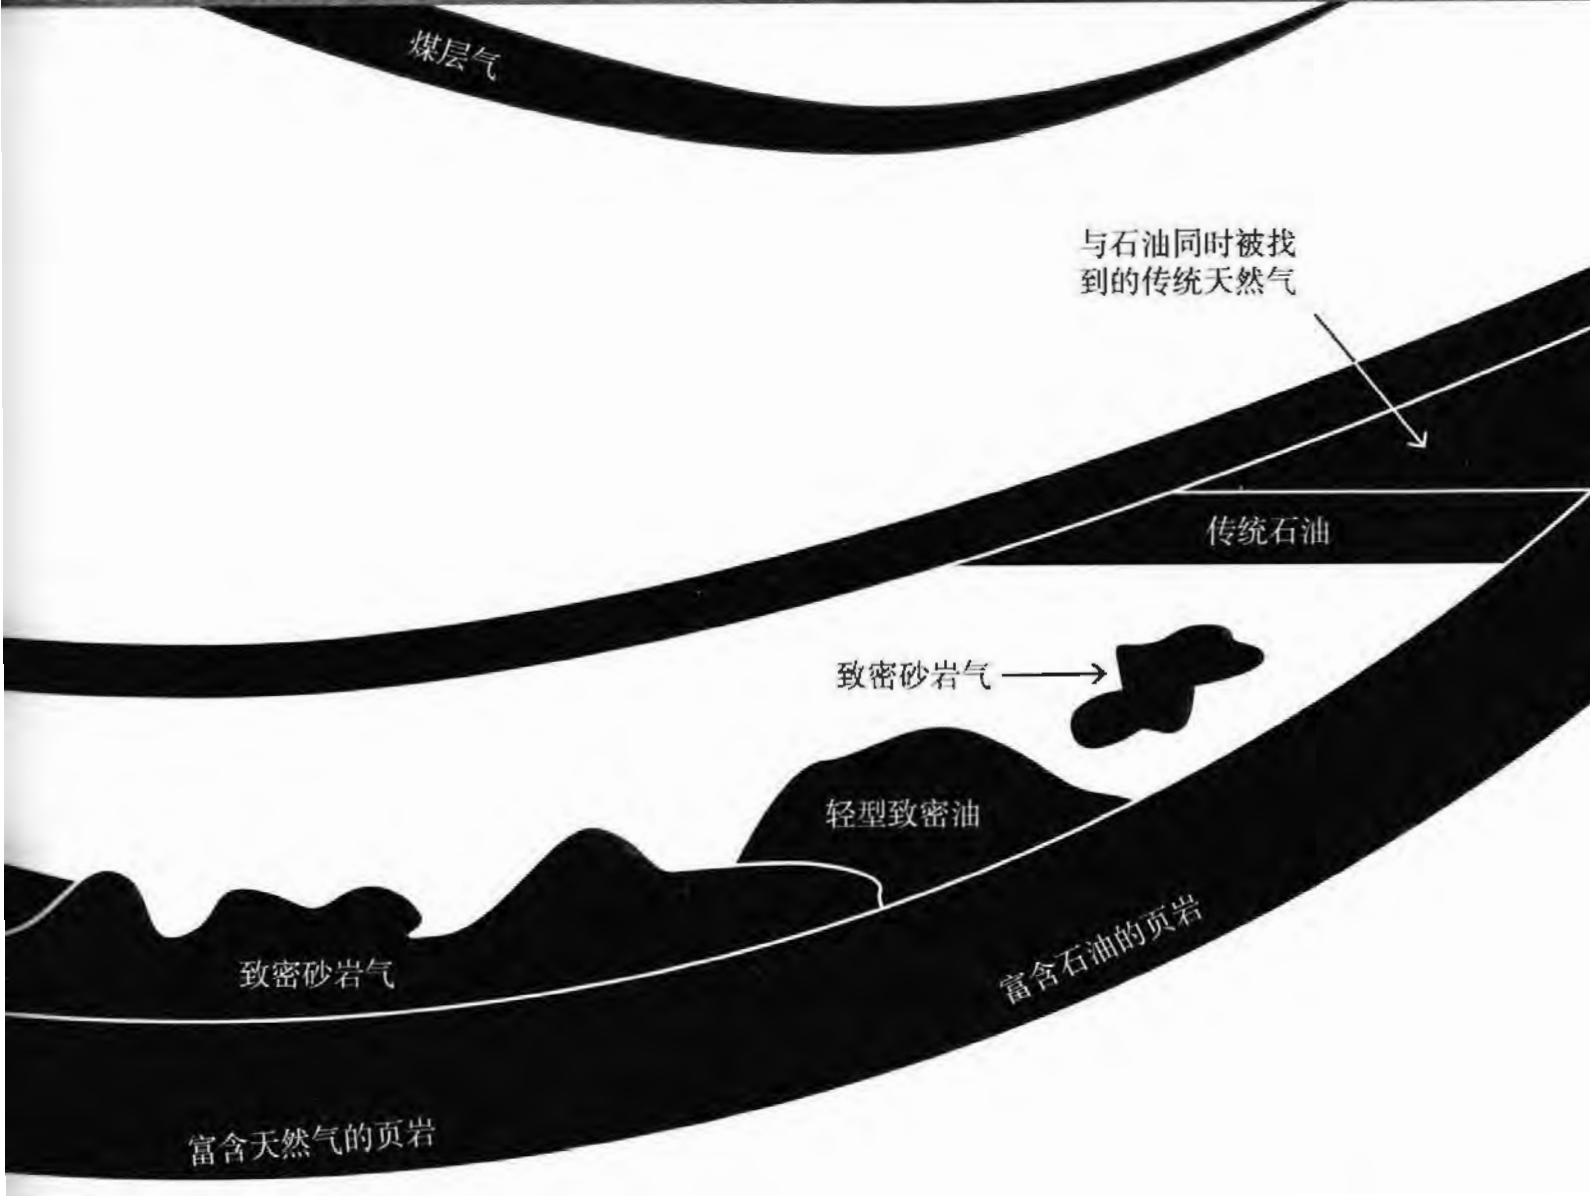 煤层气
与石油同时被找
到的传统天然气
传统石油
致密砂岩气
轻型致密油
致密砂岩气
富含石油的页岩
富含天然气的页岩